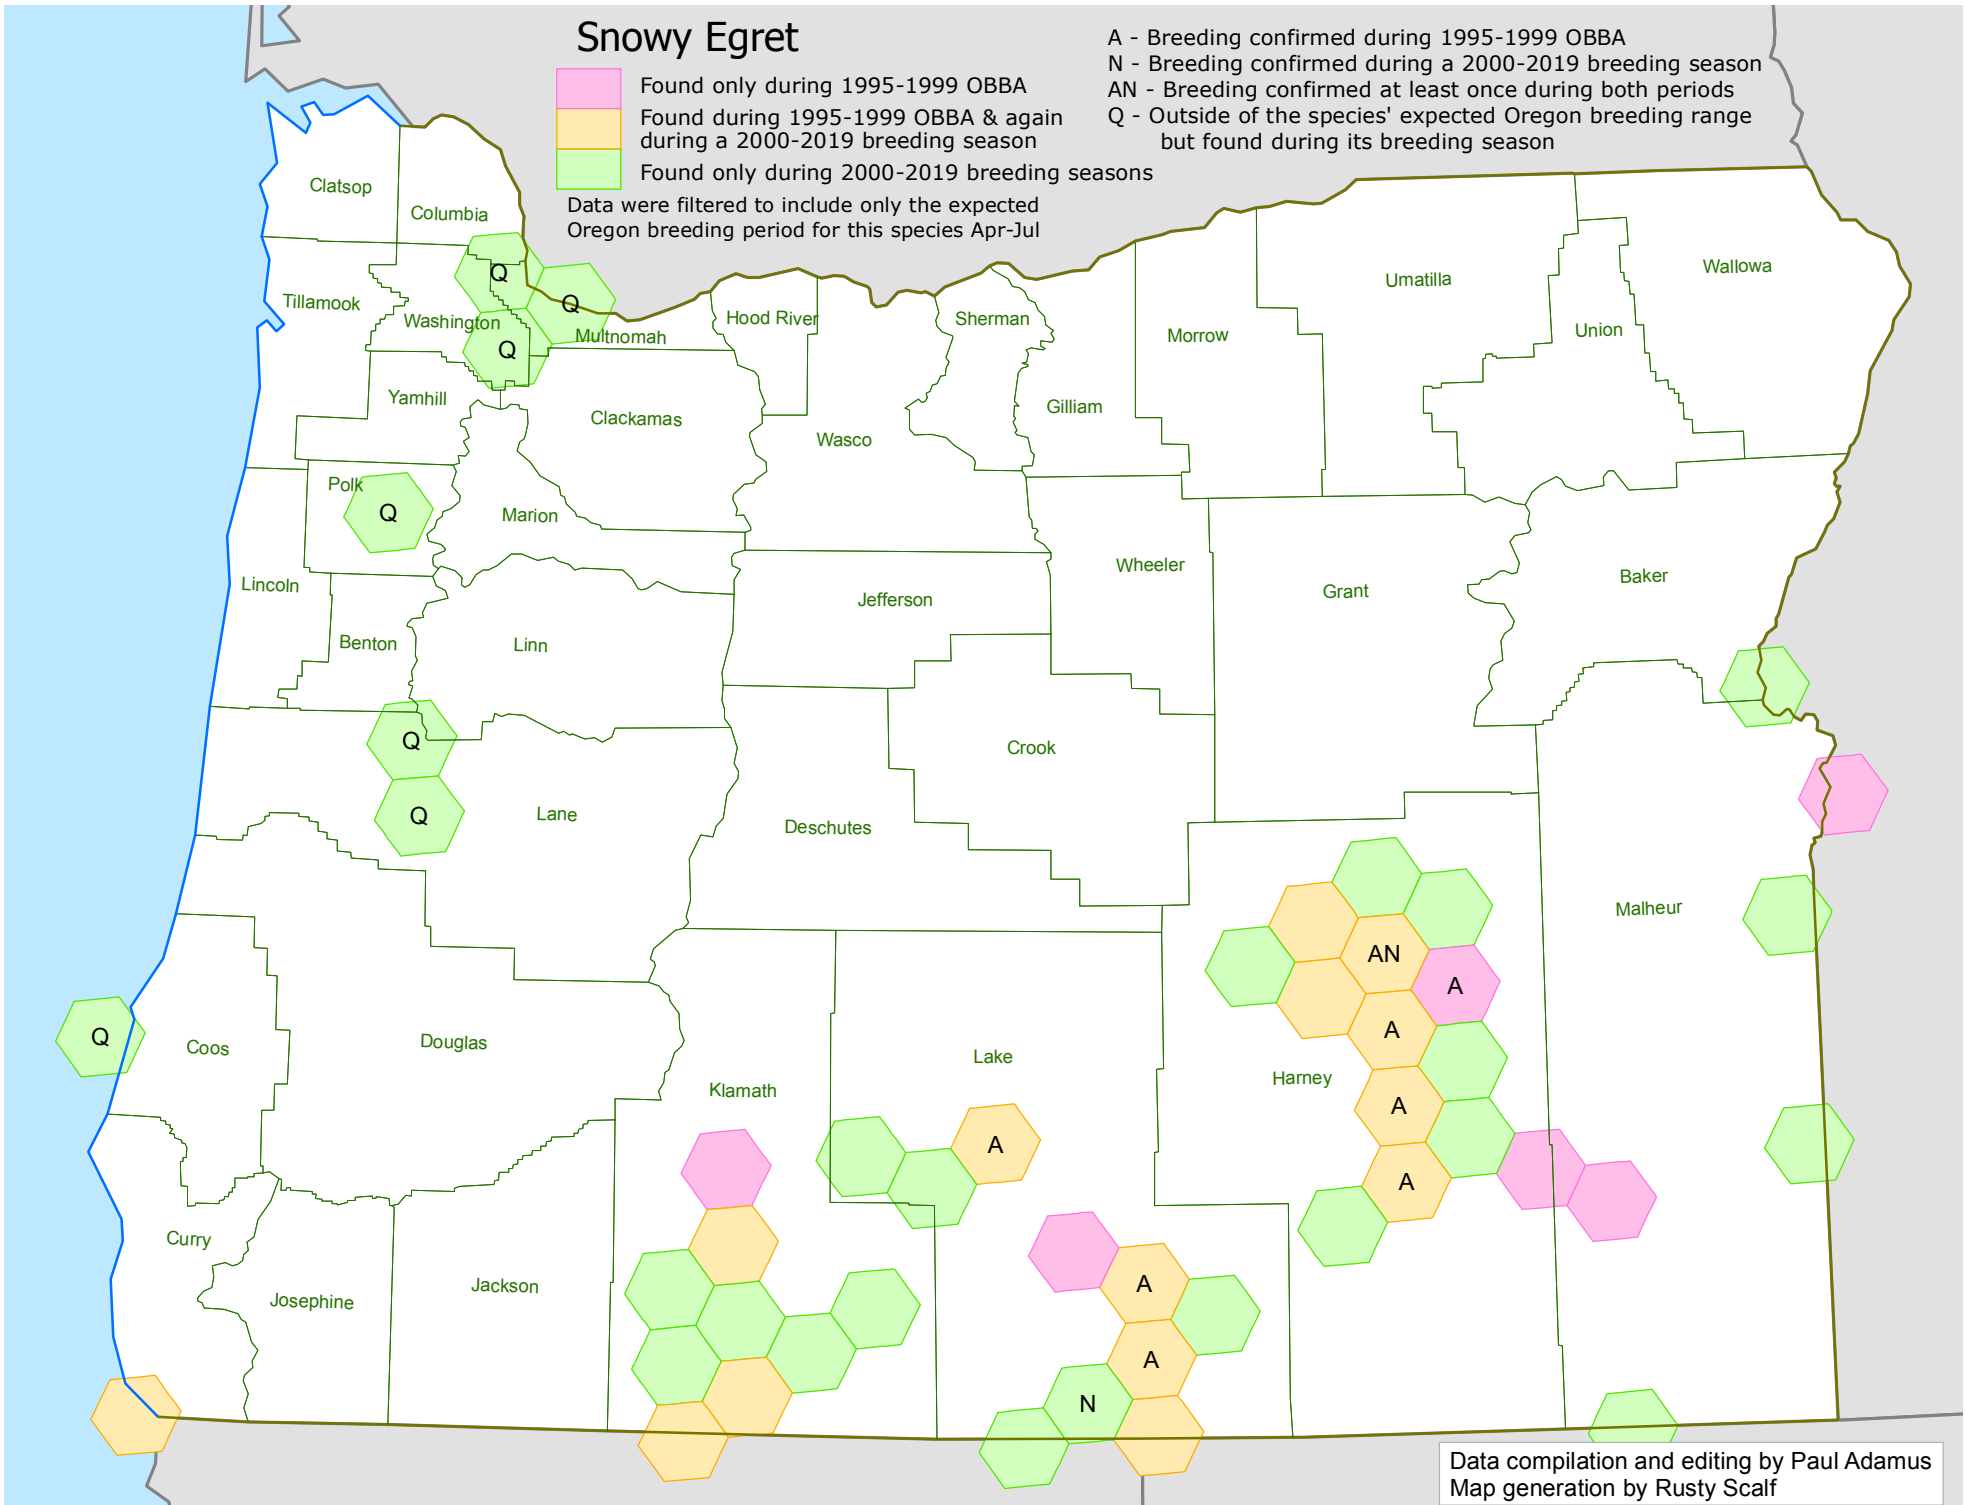 Snowy Egret
Found only during 1995-1999 OBBA
Found during 1995-1999 OBBA & again
during a 2000-2019 breeding season
Found only during 2000-2019 breeding seasons
Data were filtered to include only the expected
Oregon breeding period for this species Apr-Jul
A - Breeding confirmed during 1995-1999 OBBA
N - Breeding confirmed during a 2000-2019 breeding season
AN - Breeding confirmed at least once during both periods
Q - Outside of the species' expected Oregon breeding range
but found during its breeding season
Clatsop
Columbia
Tillamook
Washington
Multnomah
Hood River
Sherman
Morrow
Umatilla
Union
Wallowa
Q
Q
Q
Yamhill
Clackamas
Wasco
Gilliam
Polk
Q
Marion
Wheeler
Grant
Baker
Lincoln
Benton
Linn
Jefferson
Q
Q
Lane
Crook
Deschutes
Malheur
AN
A
A
A
A
Harney
Q
Coos
Douglas
Klamath
Lake
A
Curry
Josephine
Jackson
A
A
N
Data compilation and editing by Paul Adamus
Map generation by Rusty Scalf